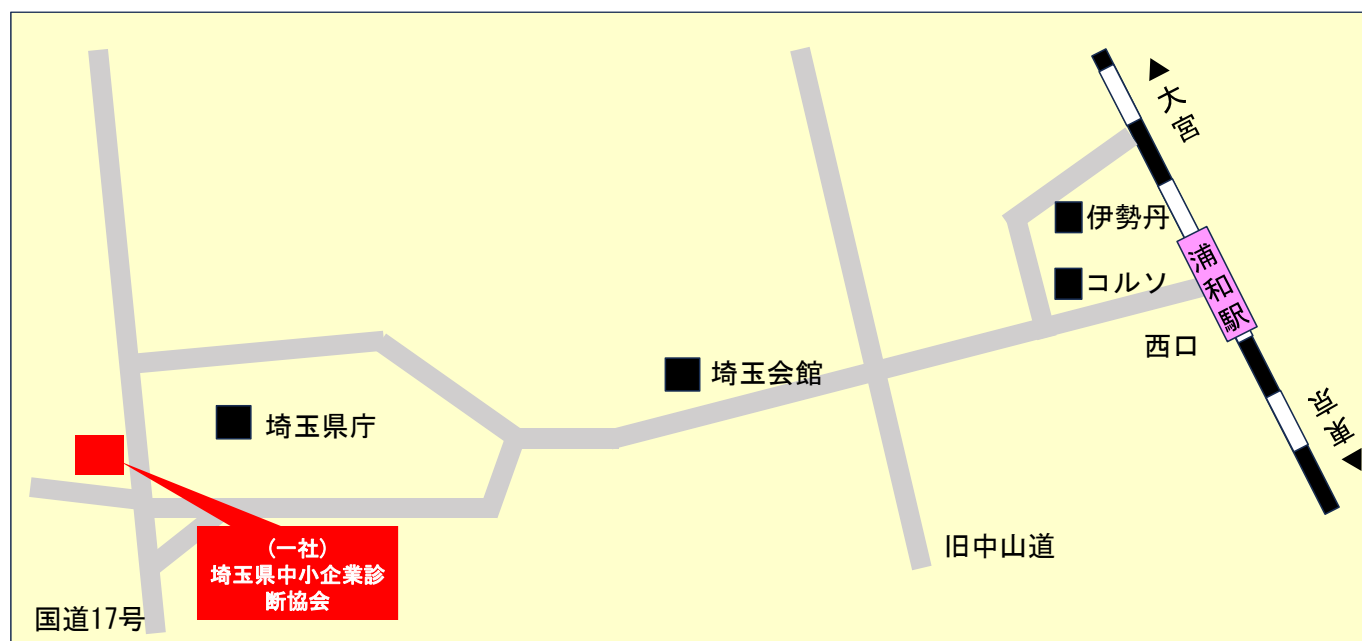 ▲大宮
伊勢丹
コルソ
浦和駅
西口
埼玉会館
埼玉県庁
東京▲
旧中山道
(一社)
埼玉県中小企業診
断協会
国道17号